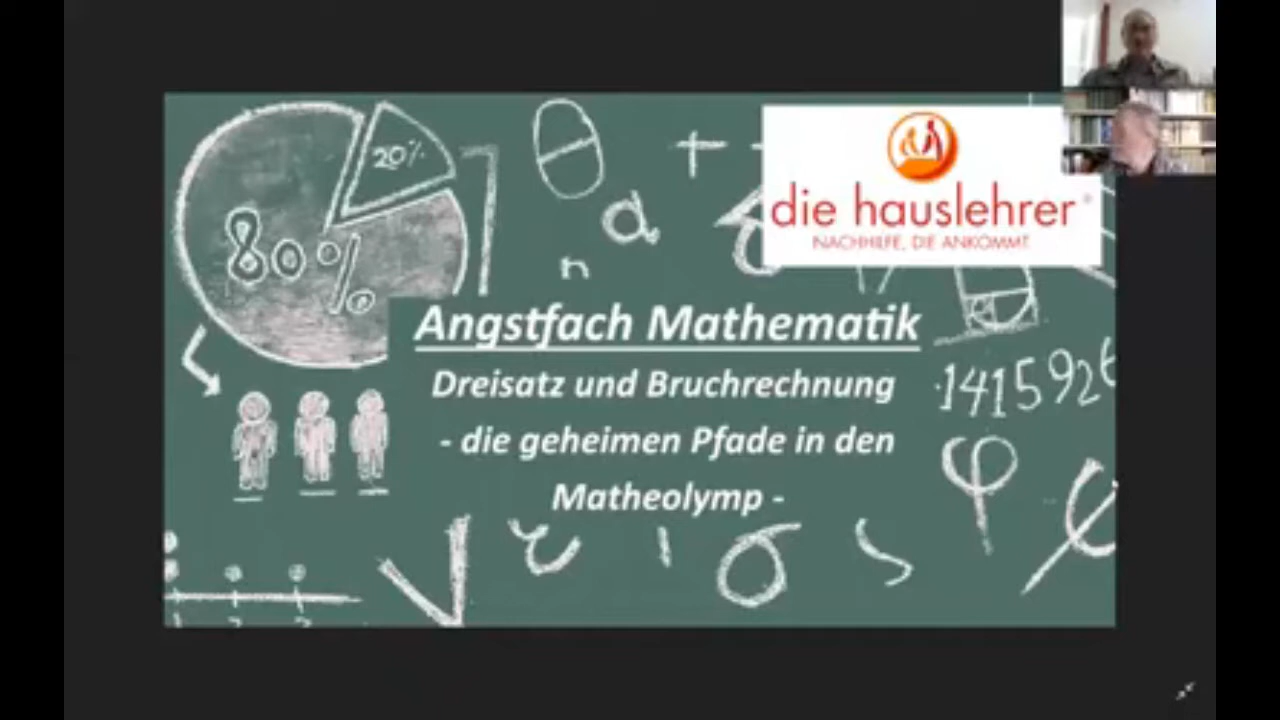 20%
80%
θ
+
a
n
die hauslehrer®
NACHHILFE, DIE ANKOMMT
Angstfach Mathematik
Dreisatz und Bruchrechnung
- die geheimen Pfade in den
Matheolymp -
1415926
φ
σ